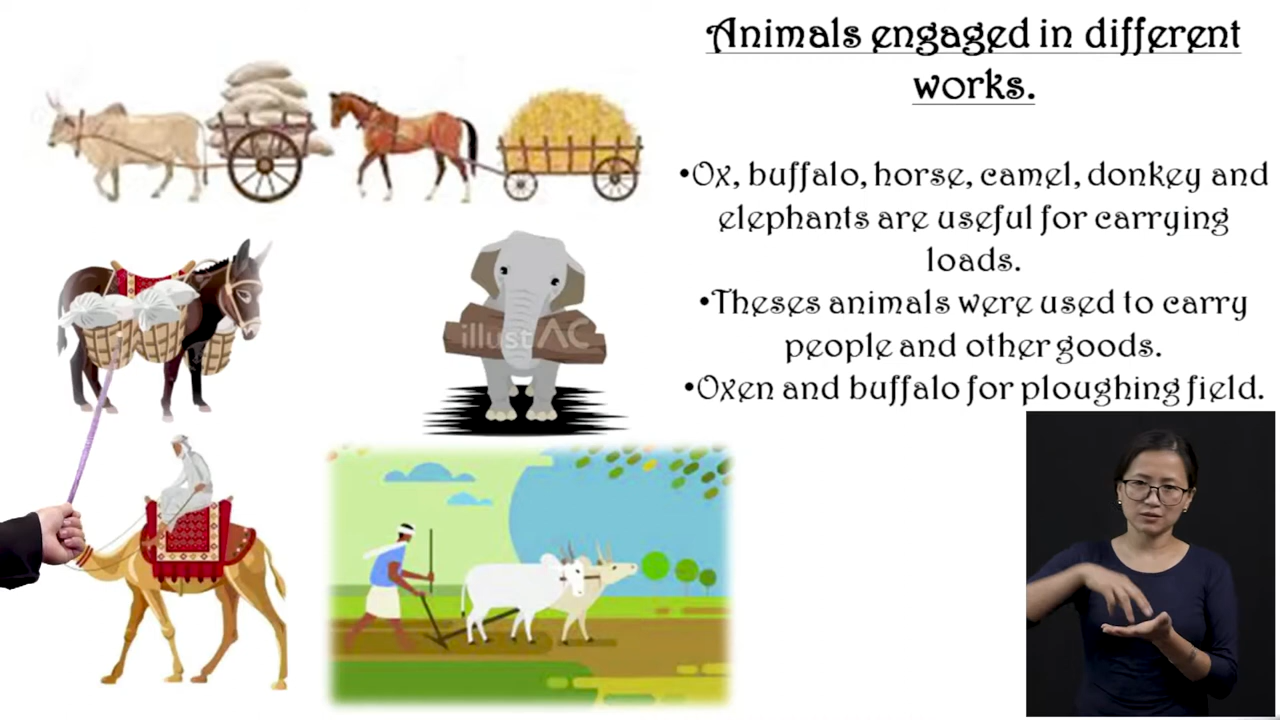 Animals engaged in different
works.
•Ox, buffalo, horse, camel, donkey and
elephants are useful for carrying
loads.
•Theses animals were used to carry
people and other goods.
•Oxen and buffalo for ploughing field.
illustAC